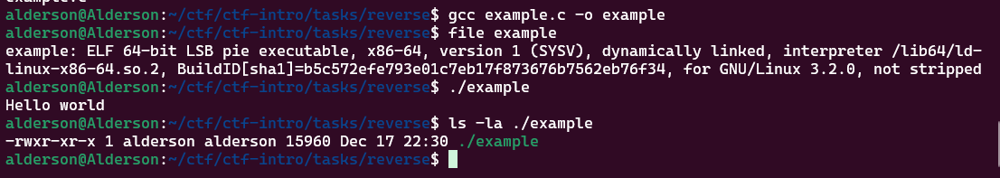 alderson@Alderson:~/ctf/ctf-intro/tasks/reverse$ gcc example.c -o example
alderson@Alderson:~/ctf/ctf-intro/tasks/reverse$ file example
example: ELF 64-bit LSB pie executable, x86-64, version 1 (SYSV), dynamically linked, interpreter /lib64/ld-
linux-x86-64.so.2, BuildID[sha1]=b5c572efe793e01c7eb17f873676b7562eb76f34, for GNU/Linux 3.2.0, not stripped
alderson@Alderson:~/ctf/ctf-intro/tasks/reverse$ ./example
Hello world
alderson@Alderson:~/ctf/ctf-intro/tasks/reverse$ ls -la ./example
-rwxr-xr-x 1 alderson alderson 15960 Dec 17 22:30 ./example
alderson@Alderson:~/ctf/ctf-intro/tasks/reverse$